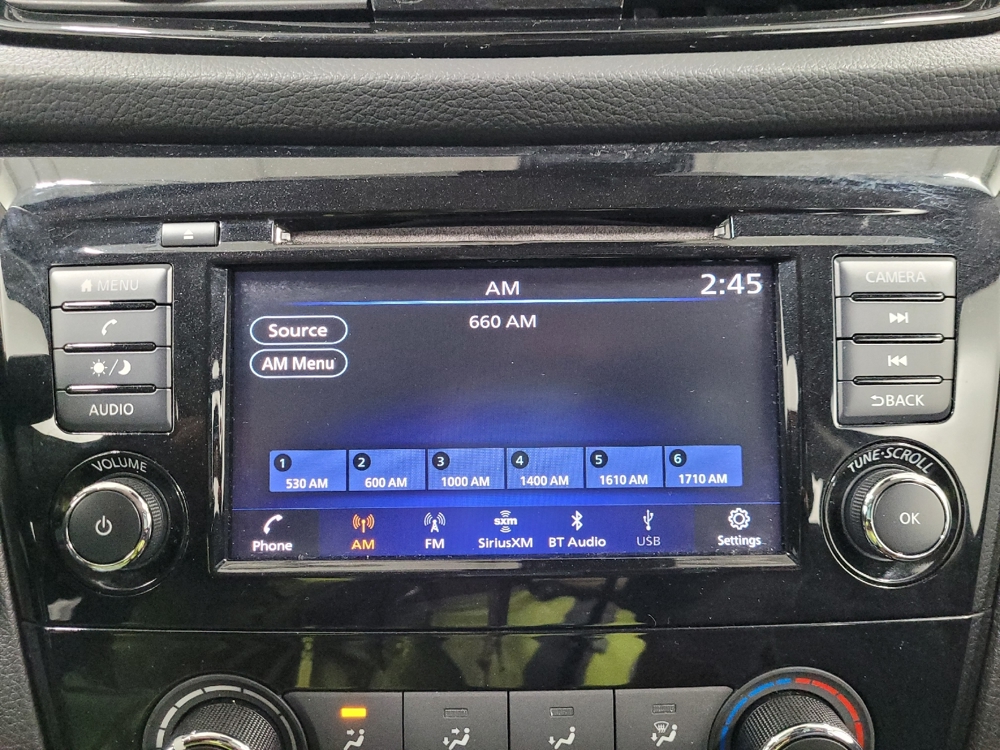 MENU
AUDIO
VOLUME
AM
2:45
Source
660 AM
AM Menu
1 2 3 4 5 6
530 AM 600 AM 1000 AM 1400 AM 1610 AM 1710 AM
Phone AM FM SiriusXM BT Audio USB Settings
sxm
CAMERA
BACK
TUNE·SCROLL
OK